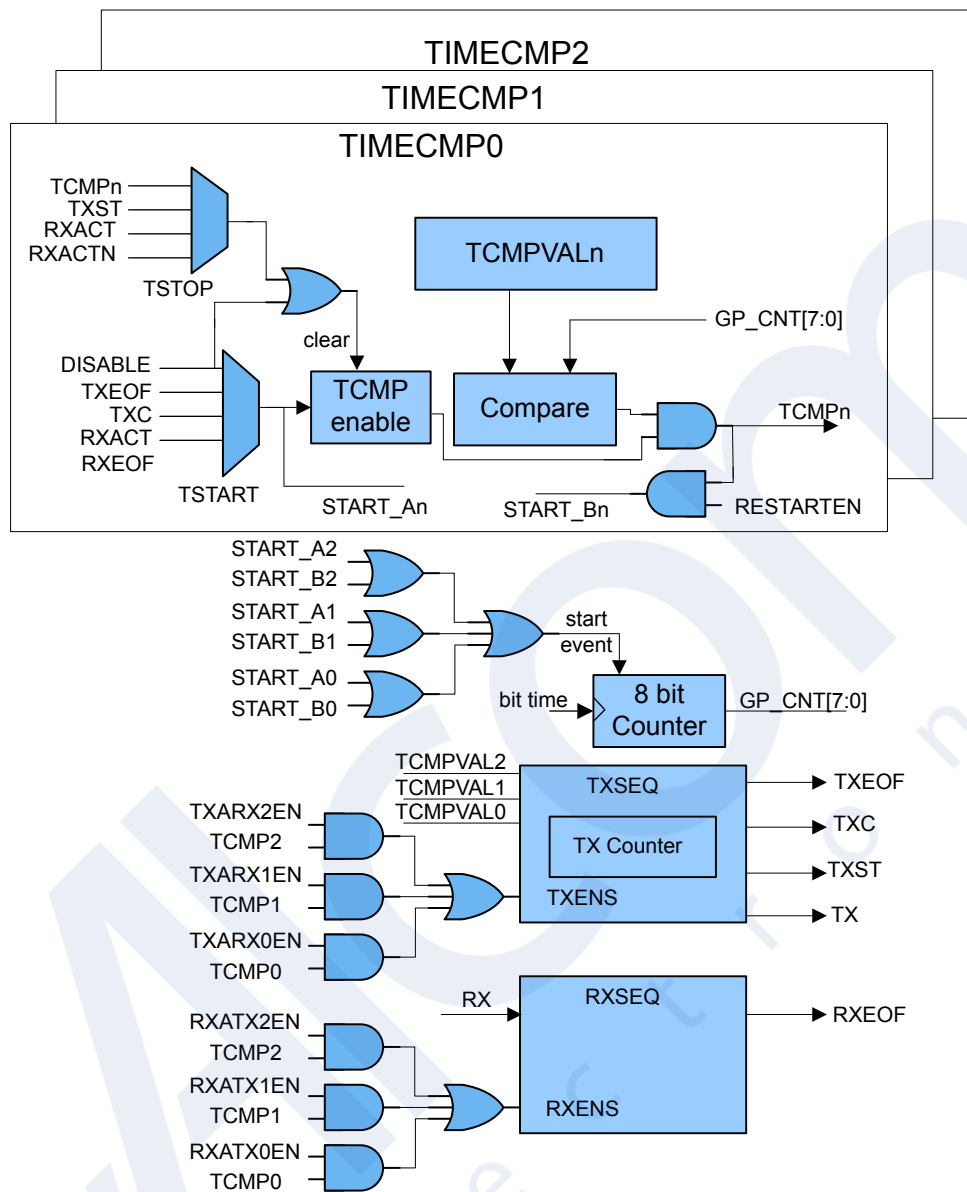 TIMECMP2
TIMECMP1
TIMECMP0
TCMPn
TXST
RXACT
RXACTN
TSTOP
TCMPVALn
GP_CNT[7:0]
clear
DISABLE
TXEOF
TXC
RXACT
RXEOF
TSTART
TCMP
enable
Compare
TCMPn
START_An
START_Bn
RESTARTEN
START_A2
START_B2
START_A1
START_B1
START_A0
START_B0
start
event
bit time
8 bit
Counter
GP_CNT[7:0]
TCMPVAL2
TCMPVAL1
TCMPVAL0
TXSEQ
TX Counter
TXENS
TXEOF
TXC
TXST
TX
TXARX2EN
TCMP2
TXARX1EN
TCMP1
TXARX0EN
TCMP0
RX
RXSEQ
RXENS
RXEOF
RXATX2EN
TCMP2
RXATX1EN
TCMP1
RXATX0EN
TCMP0